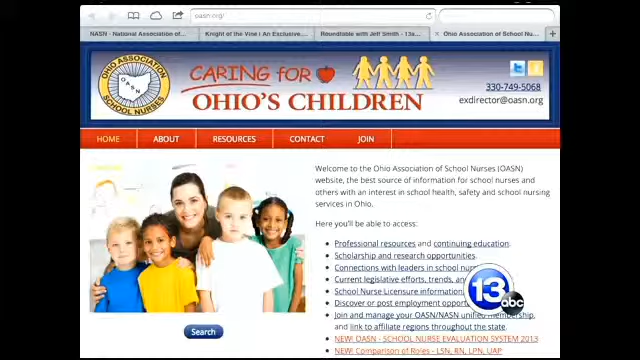 oasn.org/
NASN - National Association of...
Knight of the Vine | An Exclusive...
Roundtable with Jeff Smith - 13a...
Ohio Association of School Nu...
OHIO ASSOCIATION
OASN
SCHOOL NURSES
CARING FOR
OHIO'S CHILDREN
330-749-5068
exdirector@oasn.org
HOME ABOUT RESOURCES CONTACT JOIN
Welcome to the Ohio Association of School Nurses (OASN)
website, the best source of information for school nurses and
others with an interest in school health, safety and school nursing
services in Ohio.
Here you'll be able to access:
Professional resources and continuing education.
Scholarship and research opportunities.
Connections with leaders in school
Current legislative efforts, trends,
School Nurse Licensure information
Discover or post employment
Join and manage your OASN/NASN unified membership,
and link to affiliate regions throughout the state.
NEW! OASN - SCHOOL NURSE EVALUATION SYSTEM 2013
NEW! Comparison of Roles - LSN, RN, LPN, UAP
Search
13
abc